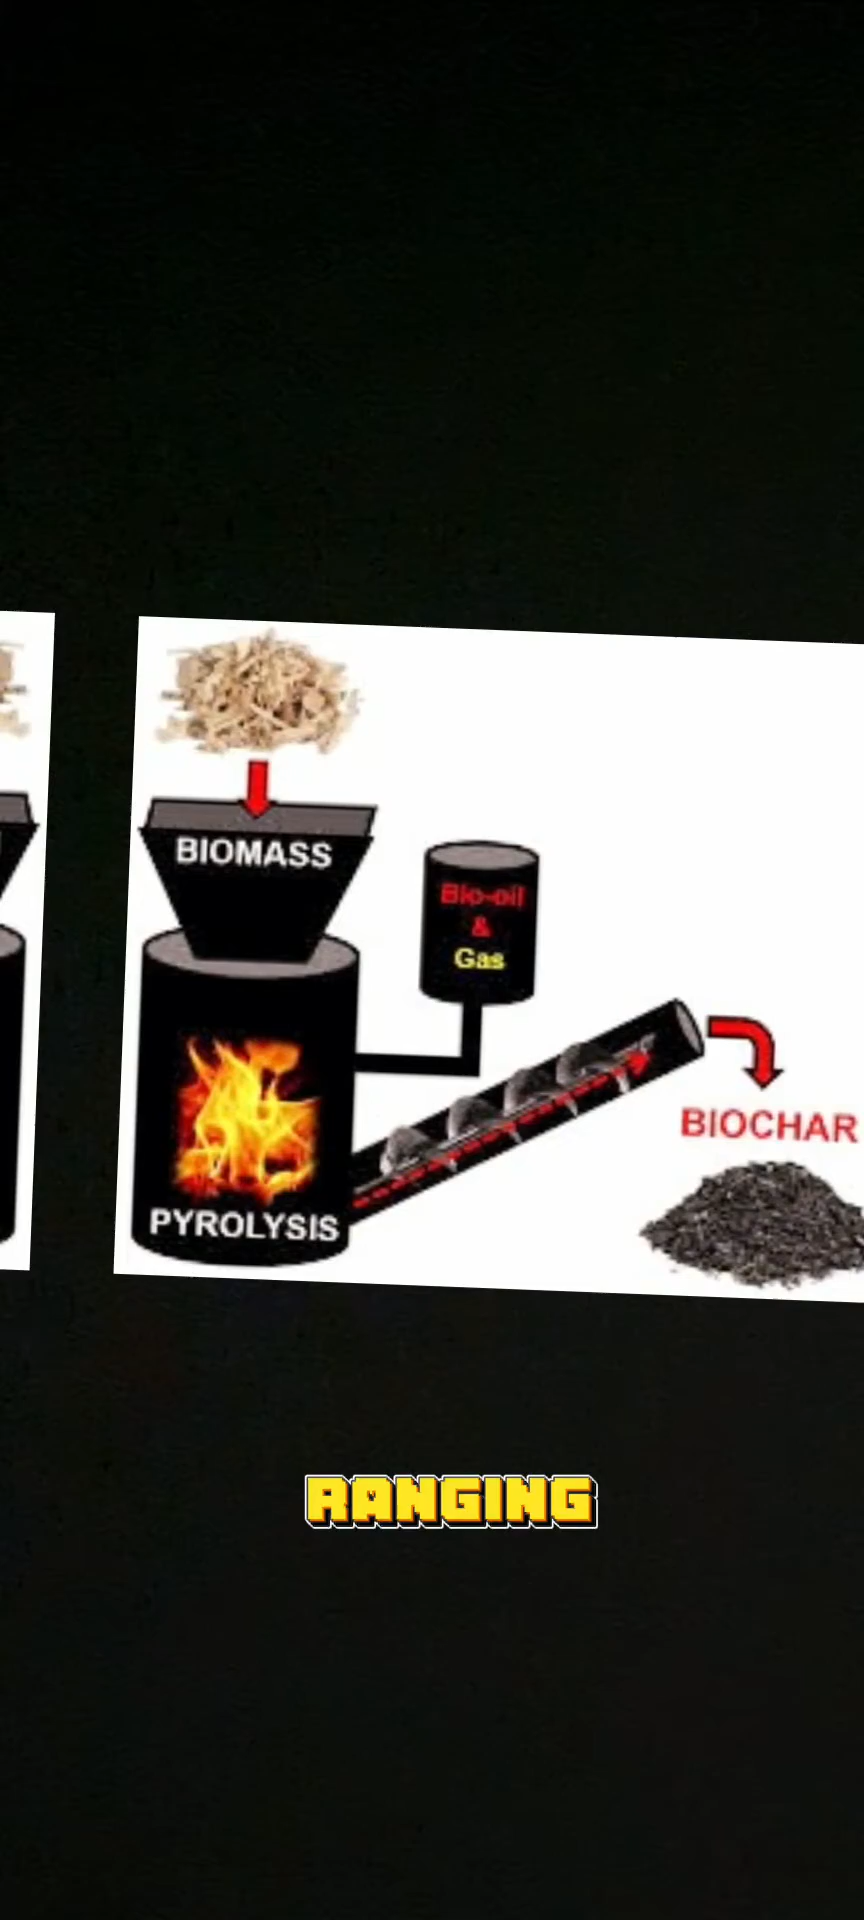 BIOMASS
Bio-oil
&
Gas
BIOCHAR
PYROLYSIS
RANGING